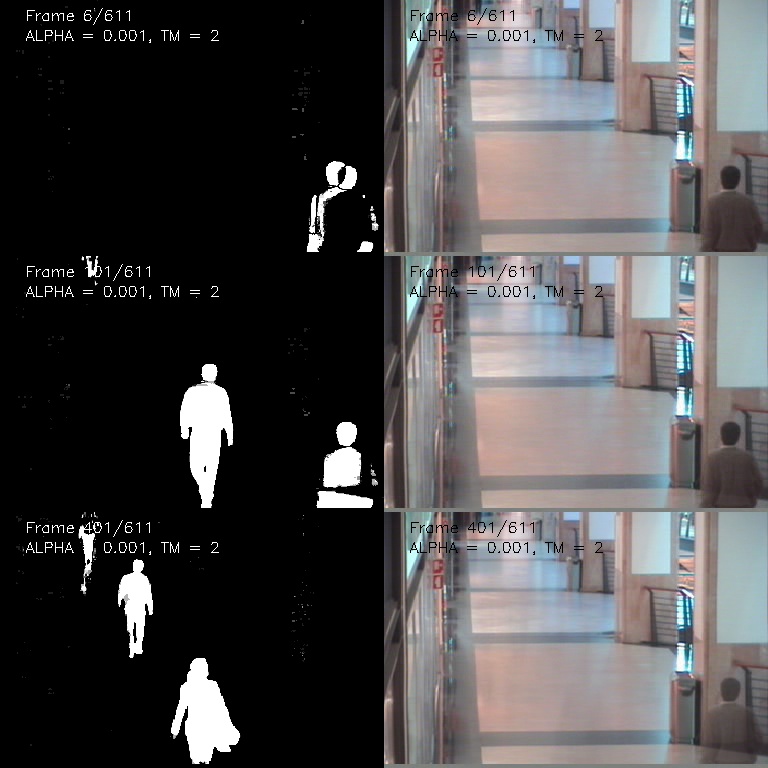 Frame 6/611
ALPHA = 0.001, TM = 2
Frame 6/611
ALPHA = 0.001, TM = 2
Frame 101/611
ALPHA = 0.001, TM = 2
Frame 101/611
ALPHA = 0.001, TM = 2
Frame 401/611
ALPHA = 0.001, TM = 2
Frame 401/611
ALPHA = 0.001, TM = 2